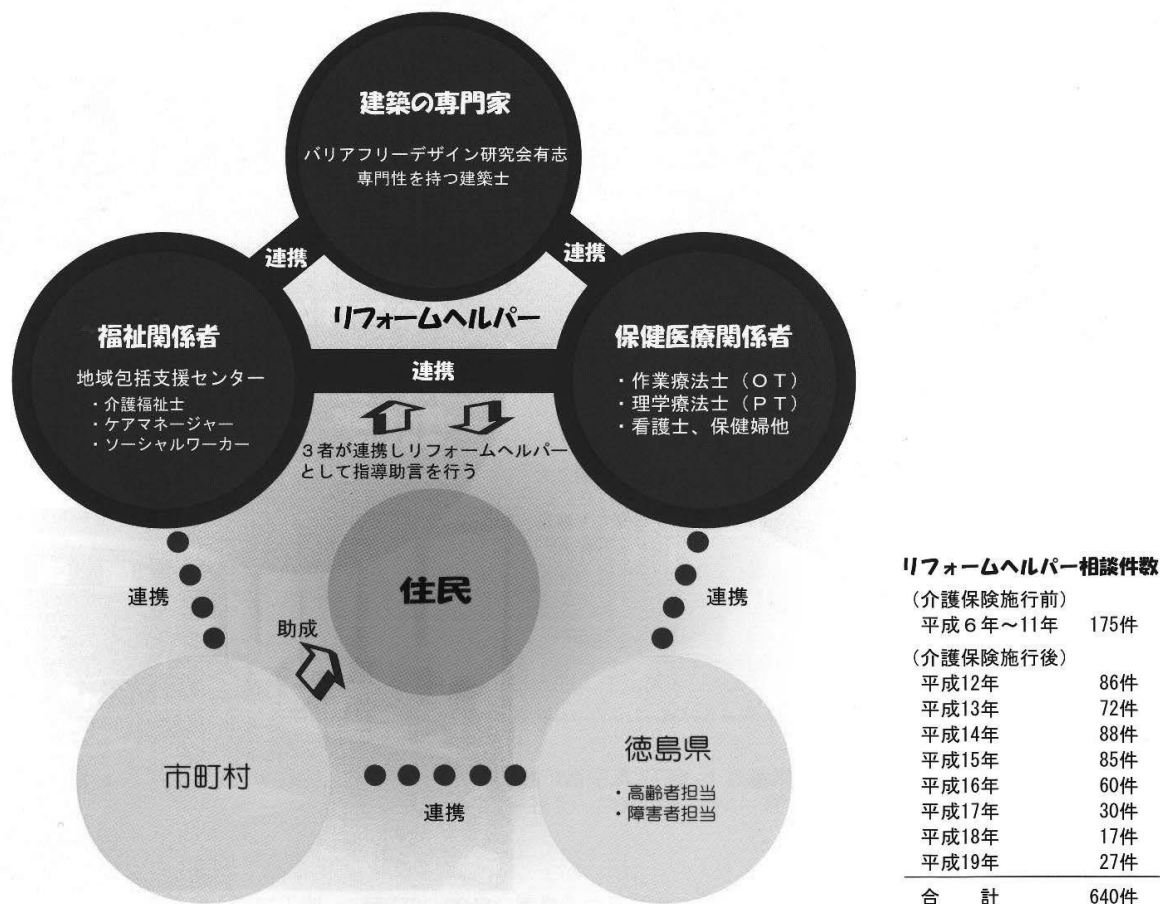 建築の専門家
バリアフリーデザイン研究会有志
専門性を持つ建築士
連携
連携
リフォームヘルパー
福祉関係者
地域包括支援センター
・介護福祉士
・ケアマネージャー
・ソーシャルワーカー
連携
保健医療関係者
・作業療法士（ＯＴ）
・理学療法士（ＰＴ）
・看護士、保健婦他
３者が連携しリフォームヘルパー
として指導助言を行う
住民
連携
連携
助成
市町村
連携
徳島県
・高齢者担当
・障害者担当
リフォームヘルパー相談件数
（介護保険施行前）
平成６年～11年　175件
（介護保険施行後）
平成12年　86件
平成13年　72件
平成14年　88件
平成15年　85件
平成16年　60件
平成17年　30件
平成18年　17件
平成19年　27件
合　計　640件